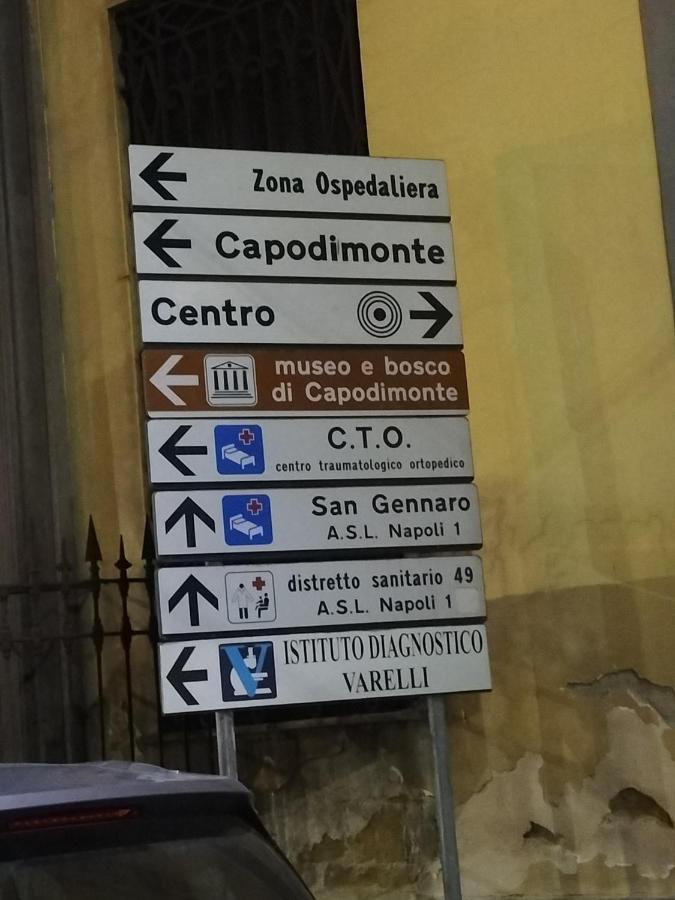 Zona Ospedaliera
Capodimonte
Centro
museo e bosco
di Capodimonte
C.T.O.
centro traumatologico ortopedico
San Gennaro
A.S.L. Napoli 1
distretto sanitario 49
A.S.L. Napoli 1
V ISTITUTO DIAGNOSTICO
VARELLI